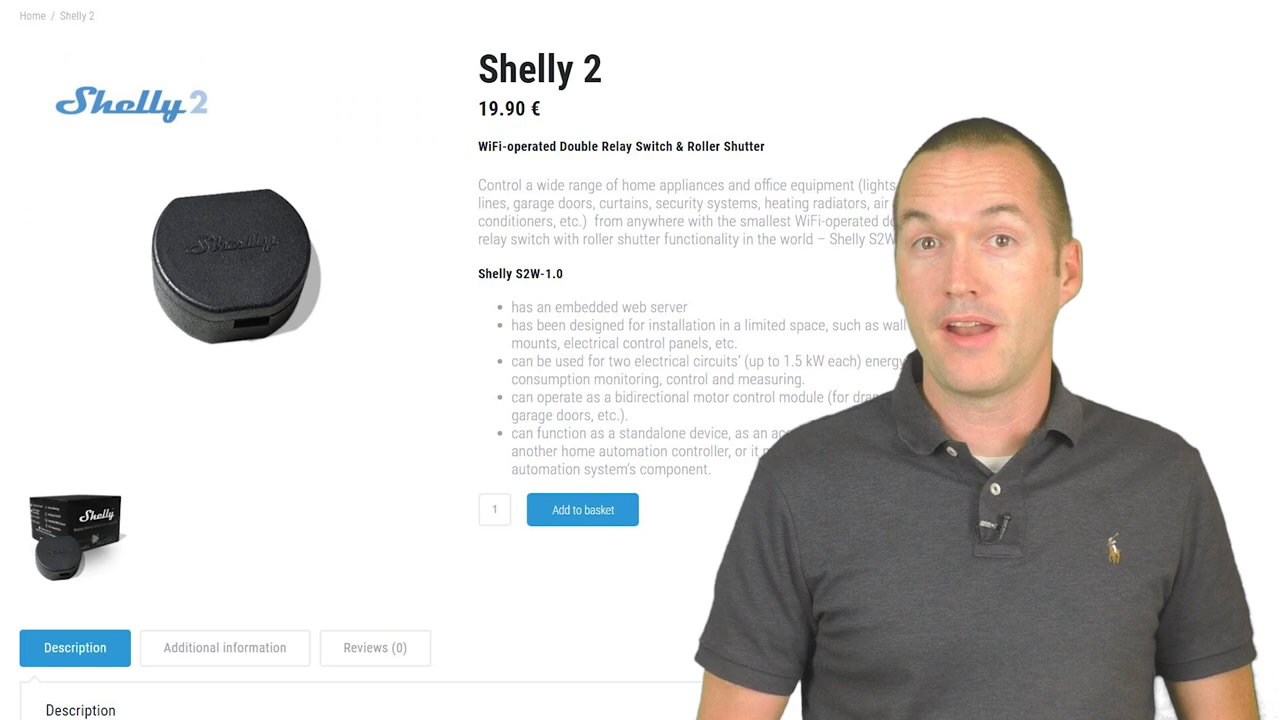 Home / Shelly 2
Shelly 2
Shelly
Shelly
Shelly 2
19.90 €
WiFi-operated Double Relay Switch & Roller Shutter
Control a wide range of home appliances and office equipment (lights
lines, garage doors, curtains, security systems, heating radiators, air
conditioners, etc.) from anywhere with the smallest WiFi-operated
relay switch with roller shutter functionality in the world – Shelly S2W
Shelly S2W-1.0
• has an embedded web server
• has been designed for installation in a limited space, such as wall
mounts, electrical control panels, etc.
• can be used for two electrical circuits' (up to 1.5 kW each) energy
consumption monitoring, control and measuring.
• can operate as a bidirectional motor control module (for
garage doors, etc.).
• can function as a standalone device, as an
another home automation controller, or it
automation system's component.
1
Add to basket
Description
Additional information
Reviews (0)
Description